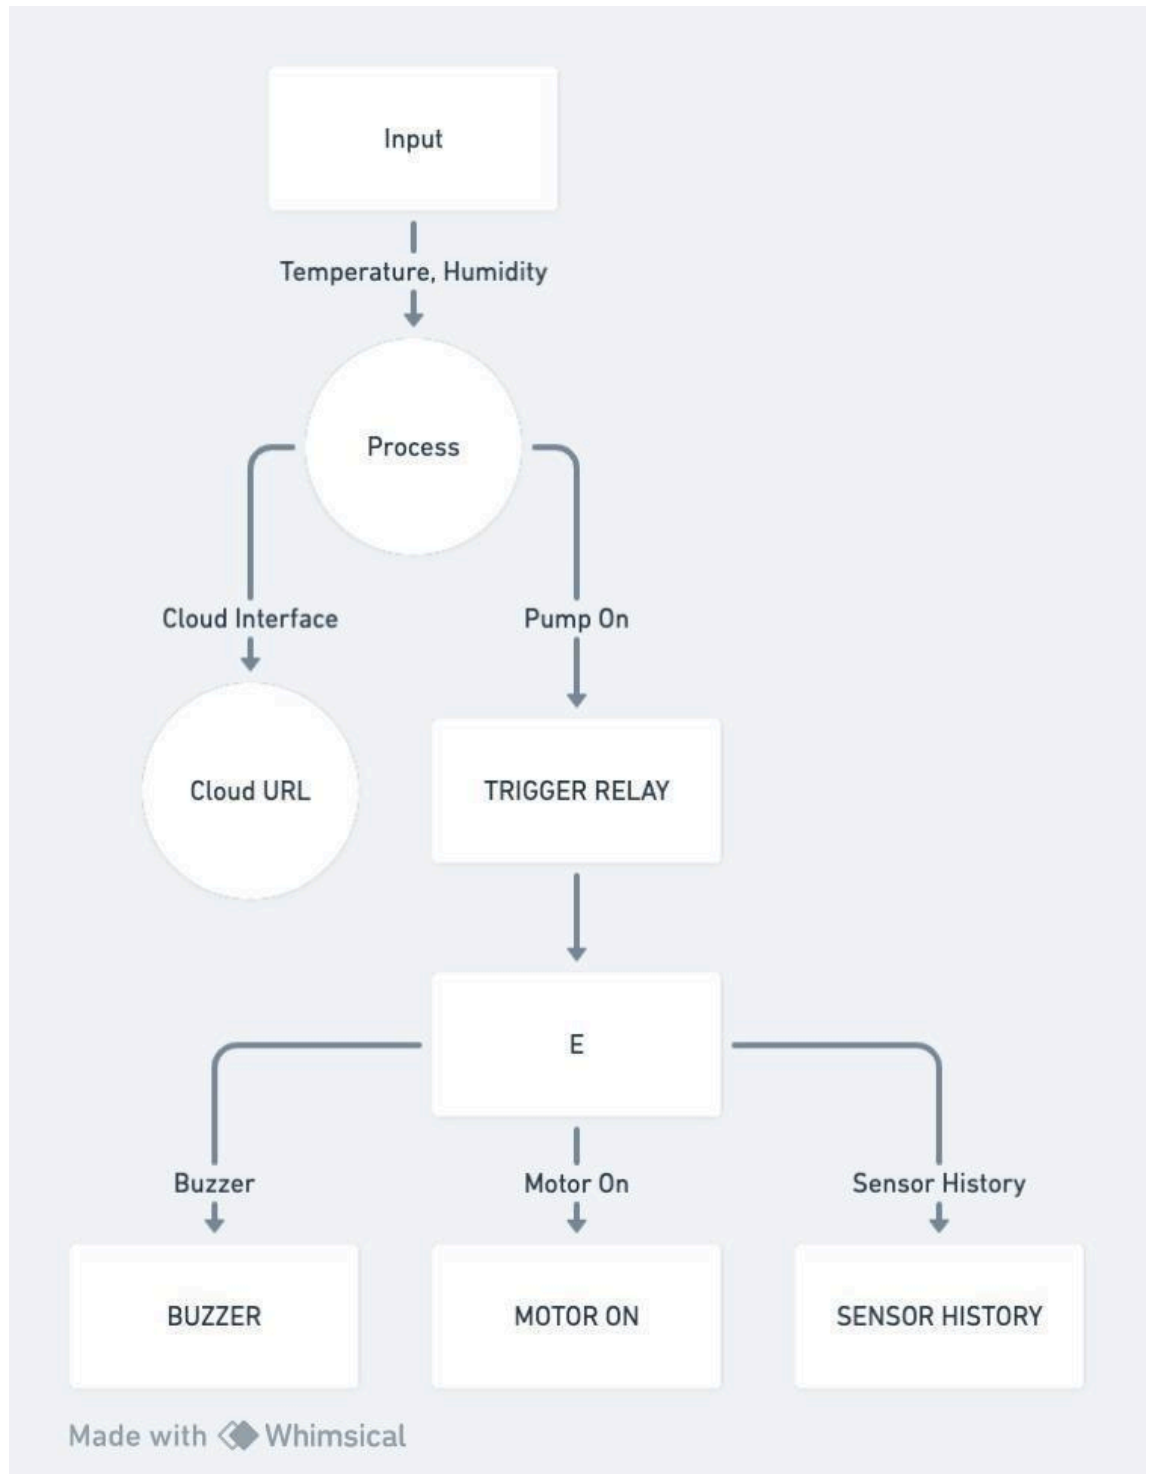 Input
Temperature, Humidity
Process
Cloud Interface
Pump On
Cloud URL
TRIGGER RELAY
E
Buzzer
Motor On
Sensor History
BUZZER
MOTOR ON
SENSOR HISTORY
Made with Whimsical